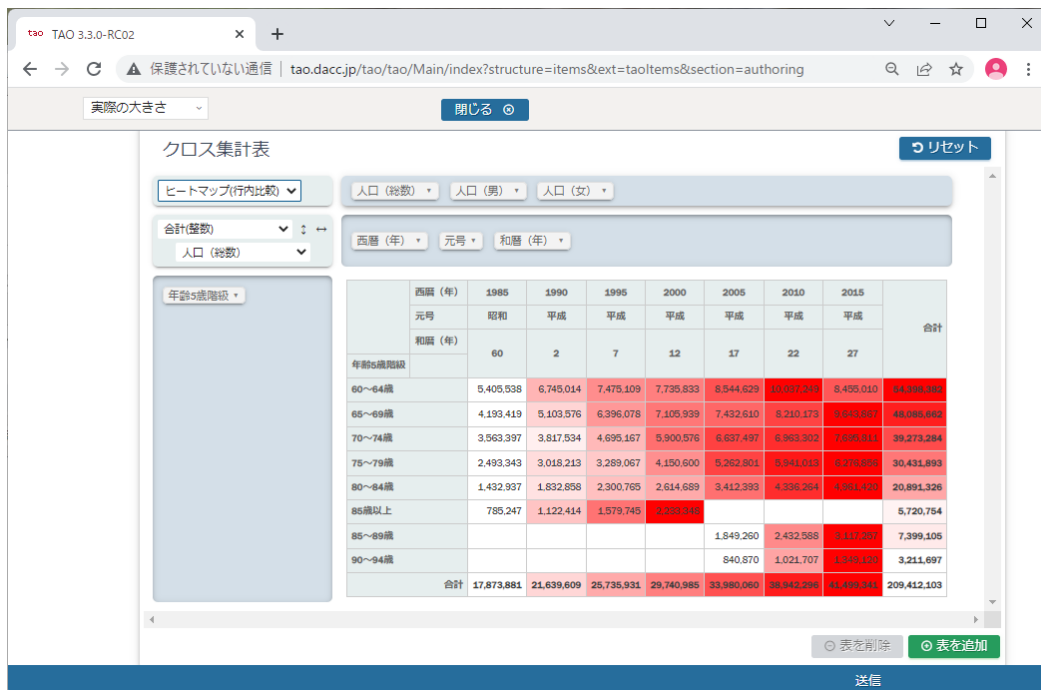 tao TAO 3.3.0-RC02
保護されていない通信 | tao.dacc.jp/tao/tao/Main/index?structure=items&ext=taoItems&section=authoring
実際の大きさ 閉じる
クロス集計表 リセット
ヒートマップ(行内比較) 人口（総数） 人口（男） 人口（女）
合計(整数)
人口（総数）
西暦（年） 元号 和暦（年）
年齢5歳階級
西暦（年） 1985 1990 1995 2000 2005 2010 2015 合計
元号 昭和 平成 平成 平成 平成 平成 平成
和暦（年） 60 2 7 12 17 22 27
年齢5歳階級
60～64歳 5,405,538 6,745,014 7,475,109 7,735,833 8,544,629 10,037,249 8,455,010 54,398,382
65～69歳 4,193,419 5,103,576 6,396,078 7,105,939 7,432,610 8,210,173 9,643,867 48,085,662
70～74歳 3,563,397 3,817,534 4,695,167 5,900,576 6,637,497 6,963,302 7,695,811 39,273,284
75～79歳 2,493,343 3,018,213 3,289,067 4,150,600 5,262,801 5,941,013 6,276,856 30,431,893
80～84歳 1,432,937 1,832,858 2,300,765 2,614,689 3,412,393 4,336,264 4,961,420 20,891,326
85歳以上 785,247 1,122,414 1,579,745 2,233,348 5,720,754
85～89歳 1,849,260 2,432,588 3,117,257 7,399,105
90～94歳 840,870 1,021,707 1,349,120 3,211,697
合計 17,873,881 21,639,609 25,735,931 29,740,985 33,980,060 38,942,296 41,499,341 209,412,103
表を削除 表を追加
送信